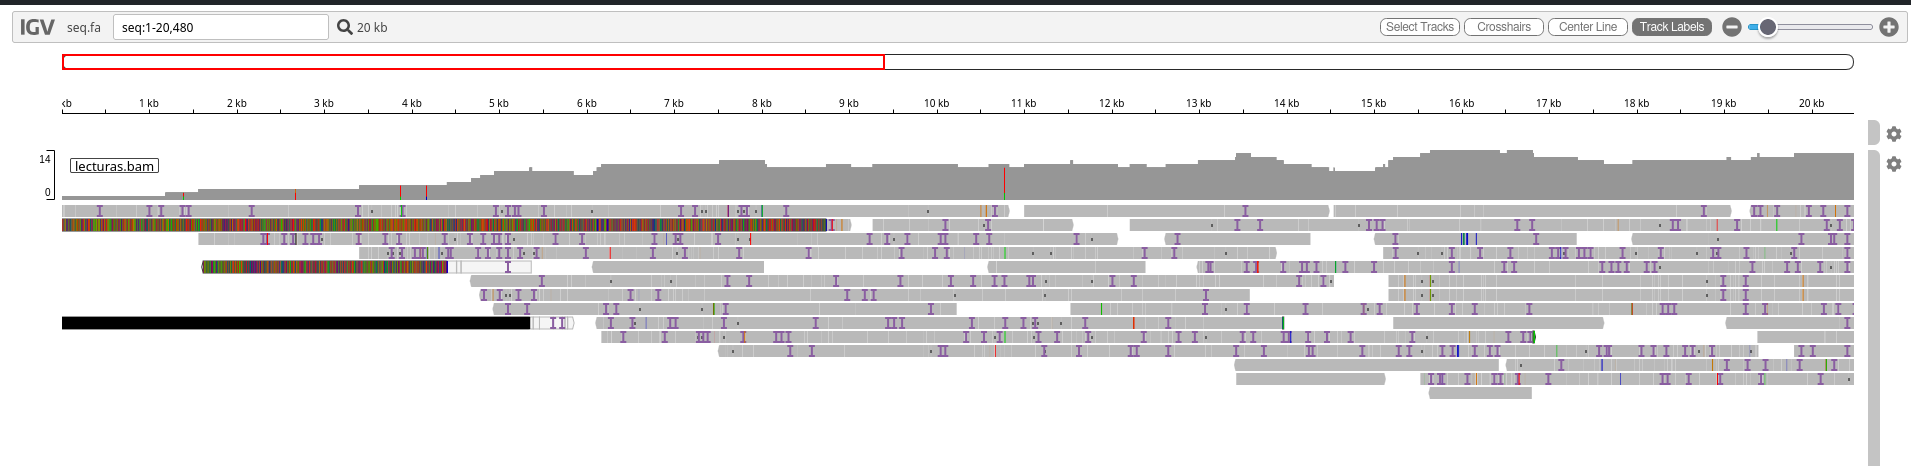 IGV seq.fa seq:1-20,480 20 kb Select Tracks Crosshairs Center Line Track Labels
kb 1 kb 2 kb 3 kb 4 kb 5 kb 6 kb 7 kb 8 kb 9 kb 10 kb 11 kb 12 kb 13 kb 14 kb 15 kb 16 kb 17 kb 18 kb 19 kb 20 kb
14
lecturas.bam
0